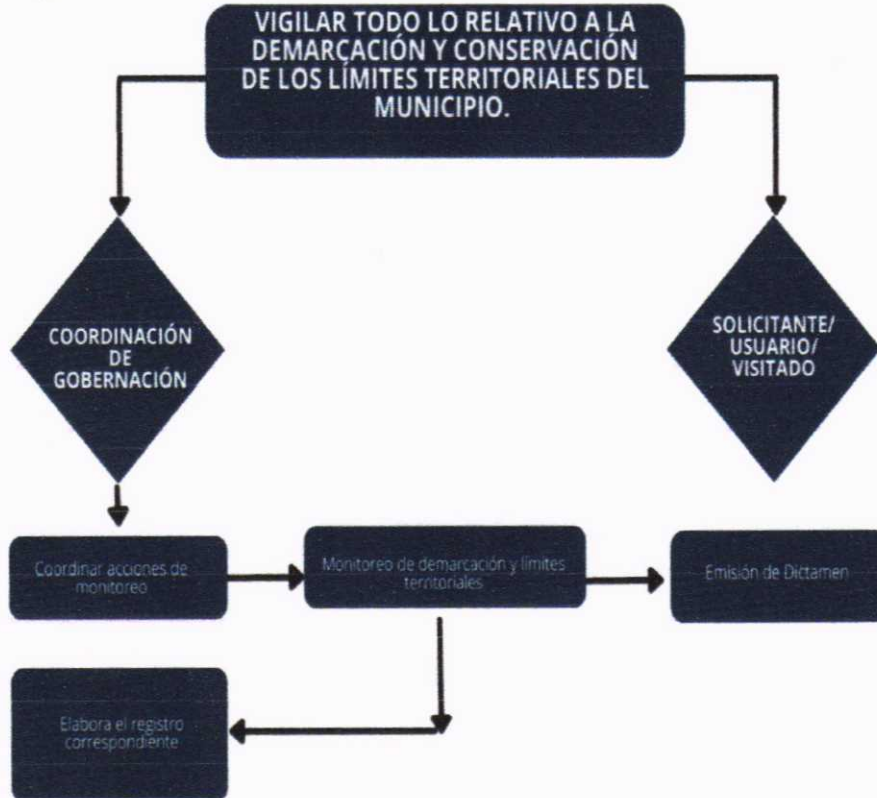 VIGILAR TODO LO RELATIVO A LA
DEMARCACIÓN Y CONSERVACIÓN
DE LOS LÍMITES TERRITORIALES DEL
MUNICIPIO.
COORDINACIÓN
DE
GOBERNACIÓN
SOLICITANTE/
USUARIO/
VISITADO
Coordinar acciones de
monitoreo
Monitoreo de demarcación y límites
territoriales
Emisión de Dictamen
Elabora el registro
correspondiente